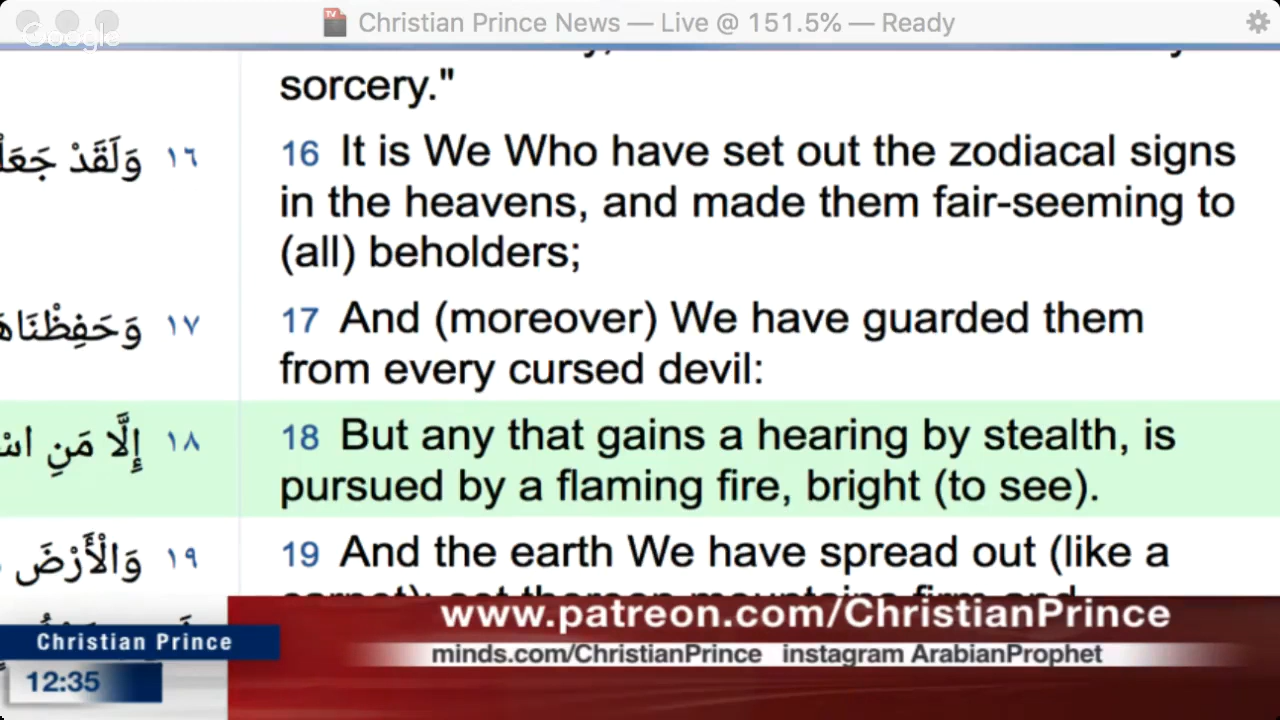 Christian Prince News — Live @ 151.5% — Ready
Google
sorcery."
وَلَقَدْ ١٦
16 It is We Who have set out the zodiacal signs
in the heavens, and made them fair-seeming to
(all) beholders;
١٧
17 And (moreover) We have guarded them
from every cursed devil:
إِلَّا مَنِ ١٨
18 But any that gains a hearing by stealth, is
pursued by a flaming fire, bright (to see).
وَالْأَرْضَ ١٩
19 And the earth We have spread out (like a
www.patreon.com/ChristianPrince
Christian Prince
minds.com/ChristianPrince instagram ArabianProphet
12:35